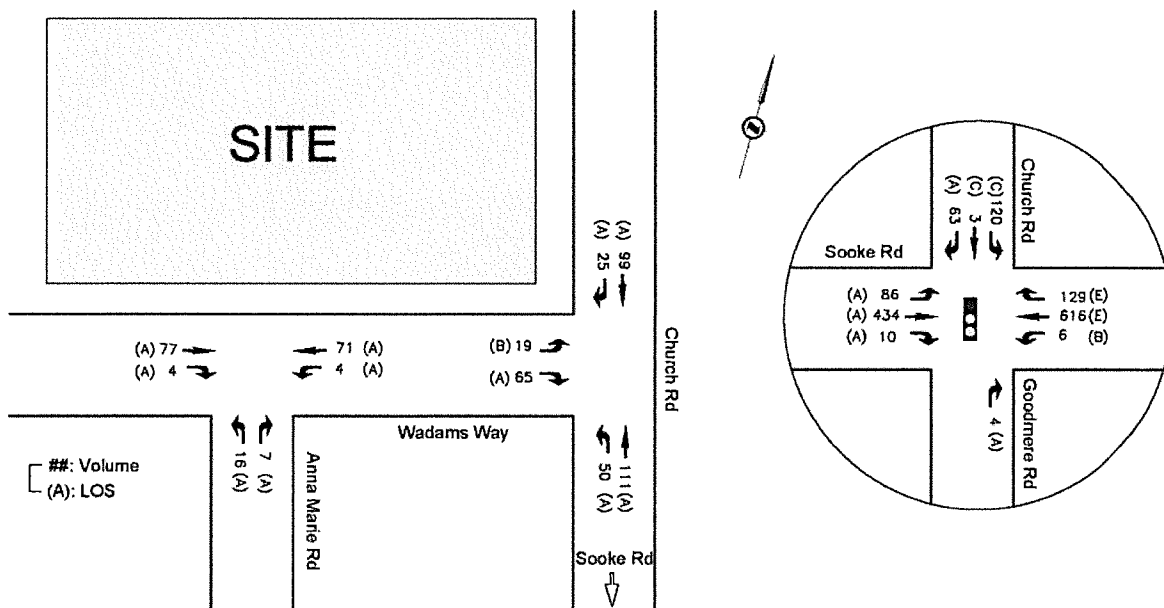 SITE
(A) 99
(A) 25
(A) 77
(A) 4
71 (A)
4 (A)
(B) 19
(A) 65
Church Rd
Wadams Way
16 (A)
7 (A)
Anna Marie Rd
50 (A)
111 (A)
Sooke Rd
##: Volume
(A): LOS
Church Rd
(A) 63
(C) 3
(C) 120
Sooke Rd
(A) 86
(A) 434
(A) 10
129 (E)
616 (E)
6 (B)
4 (A)
Goodmere Rd